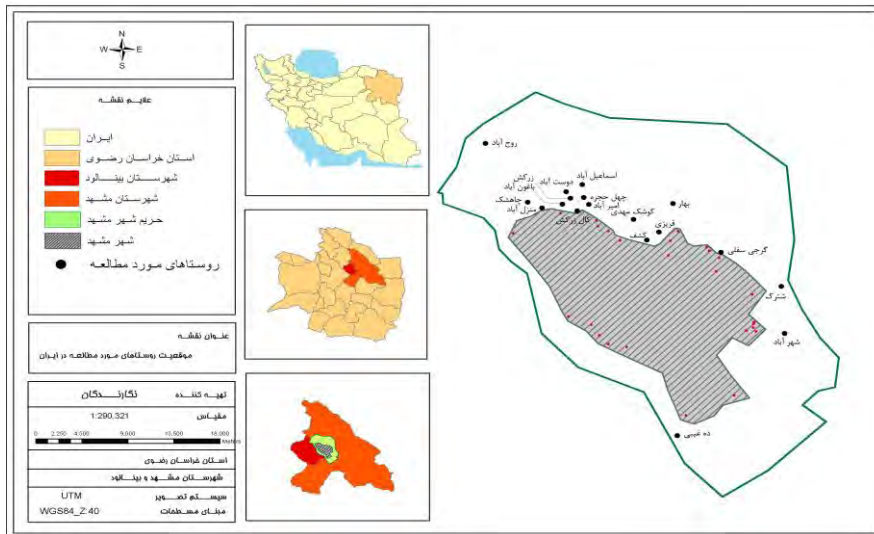 N
W E
S
علایم نقشه
ایران
استان خراسان رضوی
شهرستان بینالود
شهرستان مشهد
حریم شهر مشهد
شهر مشهد
روستاهای مورد مطالعه
عنوان نقشه
موقعیت روستاهای مورد مطالعه در ایران
تهیه کننده نگارندگان
مقیاس
1:290,321
0 2,250 4,500 9,000 13,500 18,000
Meters
استان خراسان رضوی
شهرستان مشهد و بینالود
سیستم تصویر UTM
مبنای مسطحات WGS84_Z:40
روح آباد
اسماعیل آباد
زرکش
دوست آباد
باغون آباد
چهل حجره
چاهشک
امیر آباد
منزل آباد
کال زرکش
کوشک مهدی
بهار
فریزی
کشف
گرجی سفلی
شترک
شهر آباد
ده غیبی